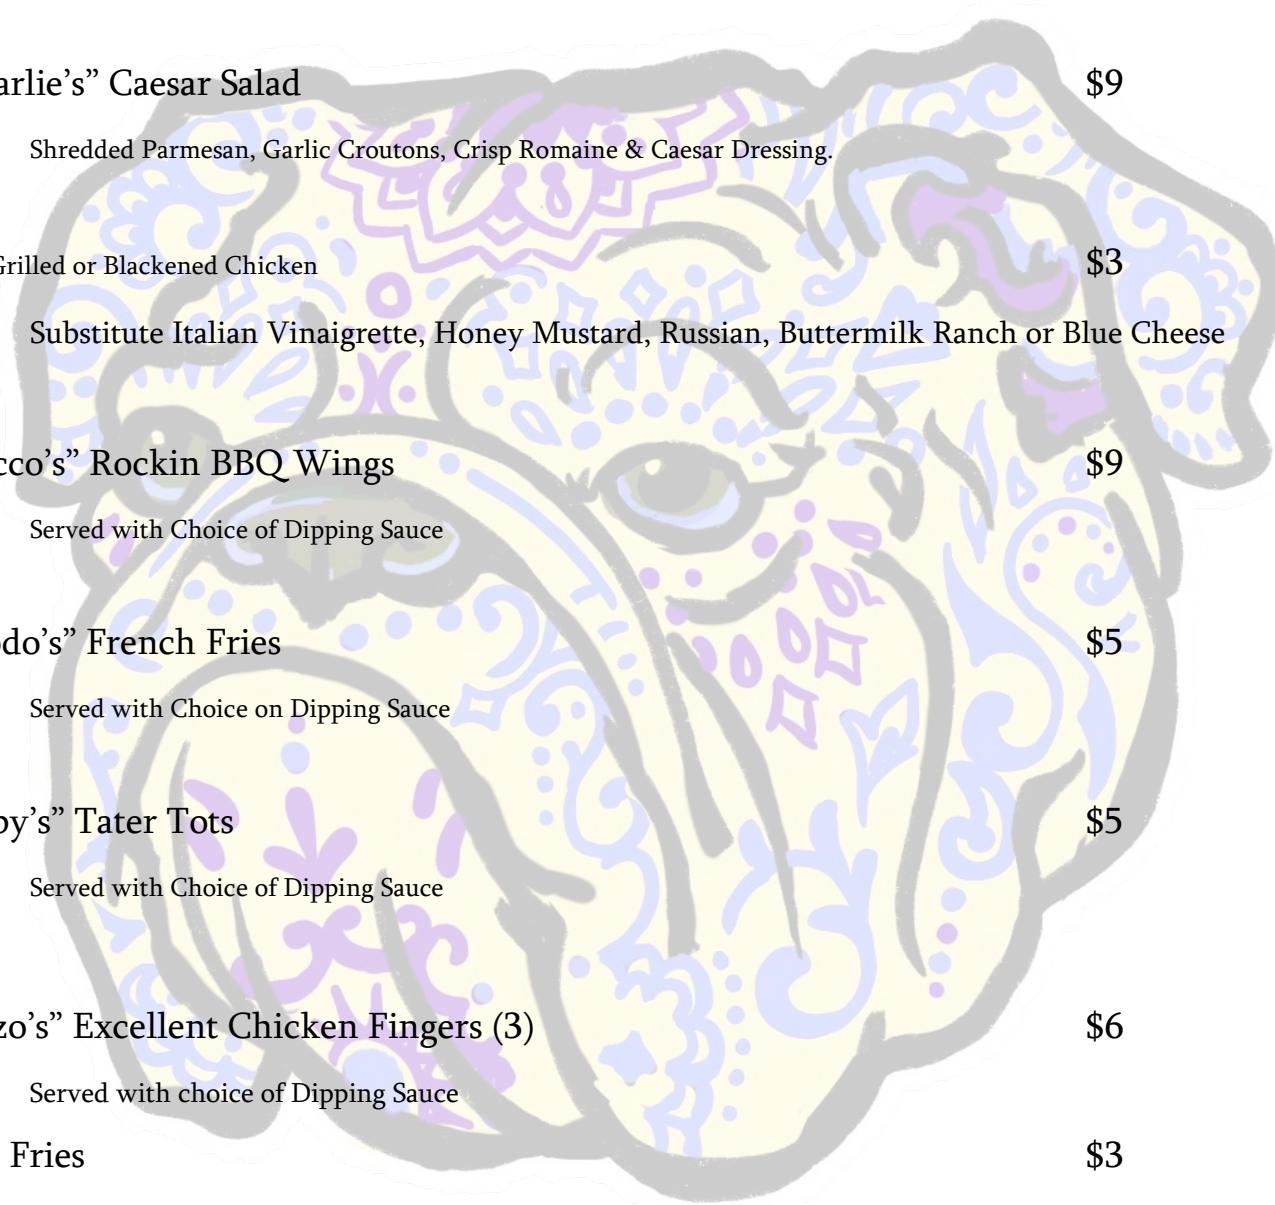 arlie's” Caesar Salad $9
Shredded Parmesan, Garlic Croutons, Crisp Romaine & Caesar Dressing.
Grilled or Blackened Chicken $3
Substitute Italian Vinaigrette, Honey Mustard, Russian, Buttermilk Ranch or Blue Cheese
cco's” Rockin BBQ Wings $9
Served with Choice of Dipping Sauce
odo's” French Fries $5
Served with Choice on Dipping Sauce
by's” Tater Tots $5
Served with Choice of Dipping Sauce
zo's” Excellent Chicken Fingers (3) $6
Served with choice of Dipping Sauce
Fries $3